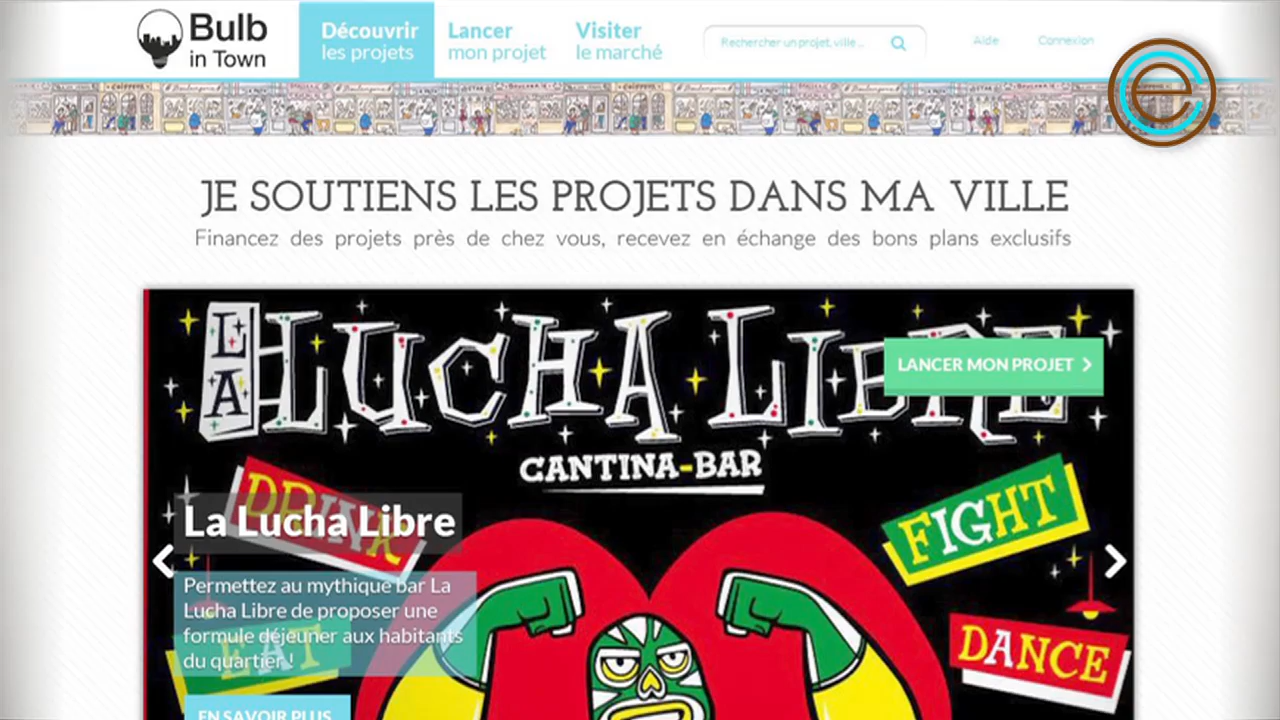 Bulb
in Town
Découvrir
les projets
Lancer
mon projet
Visiter
le marché
Rechercher un projet, ville ...
Aide
Connexion
JE SOUTIENS LES PROJETS DANS MA VILLE
Financez des projets près de chez vous, recevez en échange des bons plans exclusifs
LA LUCHA LIBRE
LANCER MON PROJET
CANTINA-BAR
DRINK
FIGHT
La Lucha Libre
Permettez au mythique bar La
Lucha Libre de proposer une
formule déjeuner aux habitants
du quartier !
EAT
DANCE
EN SAVOIR PLUS